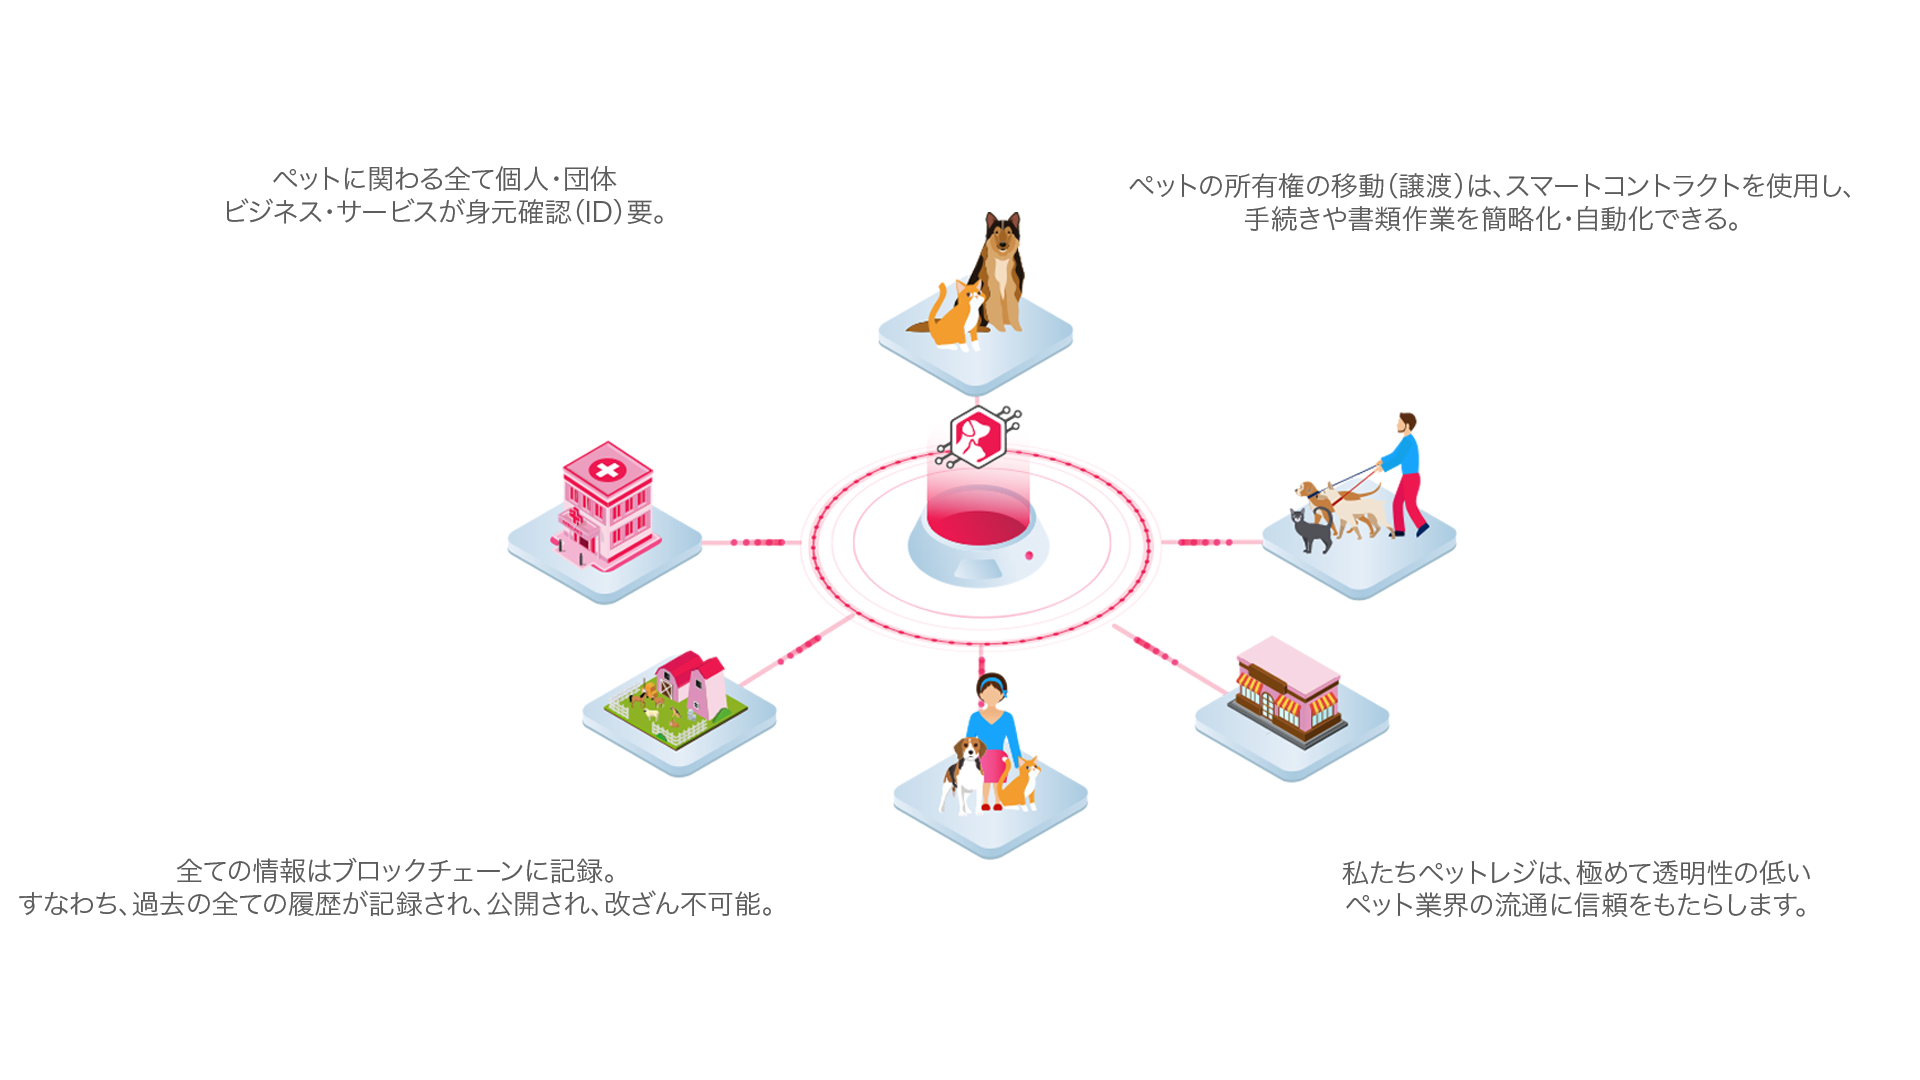 ペットに関わる全て個人・団体
ビジネス・サービスが身元確認（ID）要。
ペットの所有権の移動（譲渡）は、スマートコントラクトを使用し、
手続きや書類作業を簡略化・自動化できる。
全ての情報はブロックチェーンに記録。
すなわち、過去の全ての履歴が記録され、公開され、改ざん不可能。
私たちペットレジは、極めて透明性の低い
ペット業界の流通に信頼をもたらします。